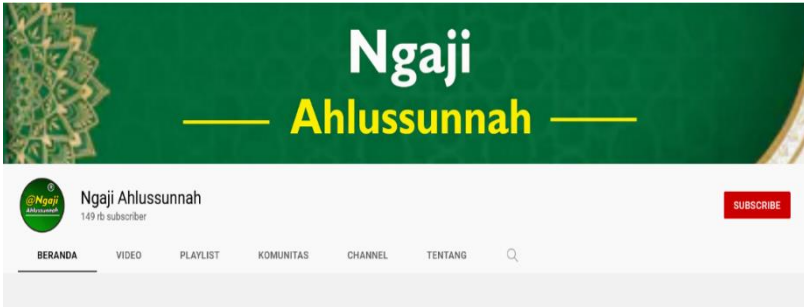 Ngaji
Ahlussunnah
@Ngaji
Ahlussunnah
Ngaji Ahlussunnah
149 rb subscriber
SUBSCRIBE
BERANDA VIDEO PLAYLIST KOMUNITAS CHANNEL TENTANG